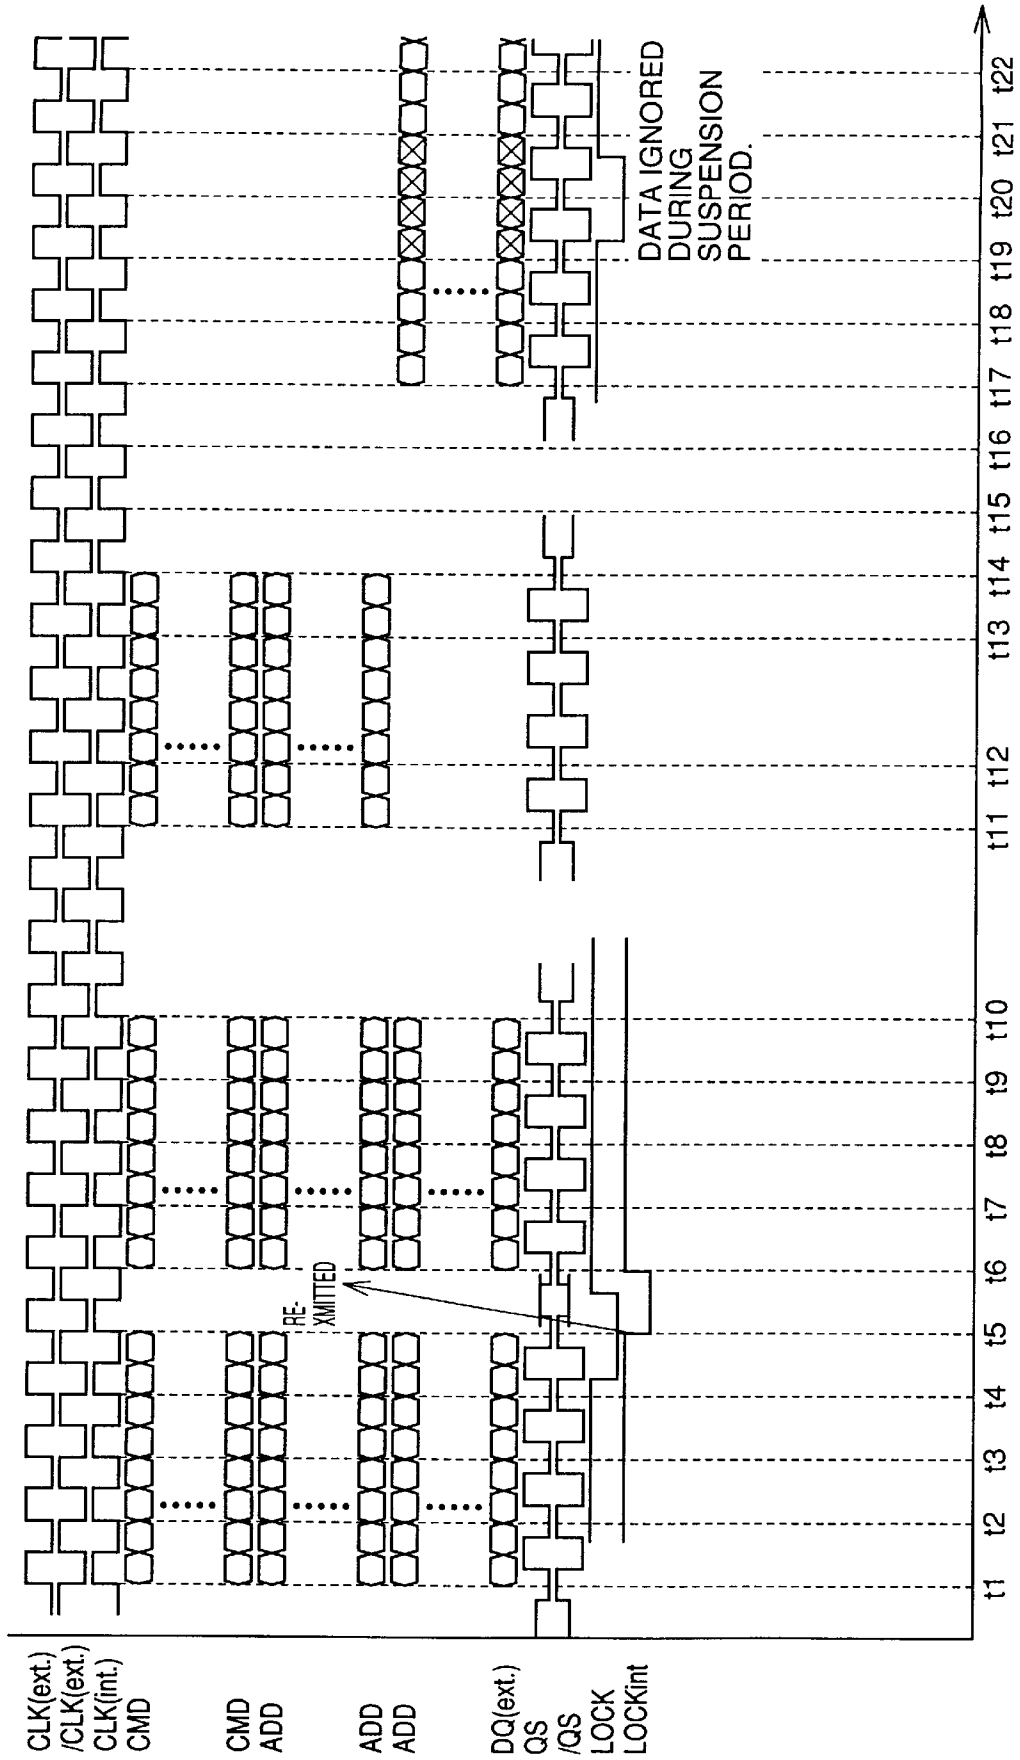 CLK(ext.)
/CLK(ext.)
CLK(int.)
CMD
CMD
ADD
ADD
ADD
DQ(ext.)
QS
/QS
LOCK
LOCKint
RE-
XMITTED
DATA IGNORED
DURING
SUSPENSION
PERIOD.
t1
t2
t3
t4
t5
t6
t7
t8
t9
t10
t11
t12
t13
t14
t15
t16
t17
t18
t19
t20
t21
t22